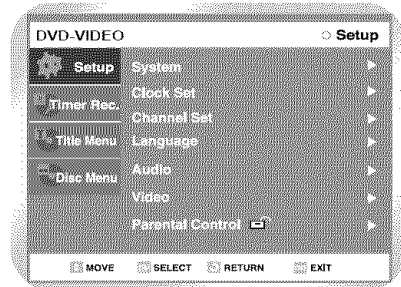 DVD-VIDEO
Setup
Setup
Timer Rec.
Title Menu
Disc Menu
System
Clock Set
Channel Set
Language
Audio
Video
Parental Control
MOVE SELECT RETURN EXIT